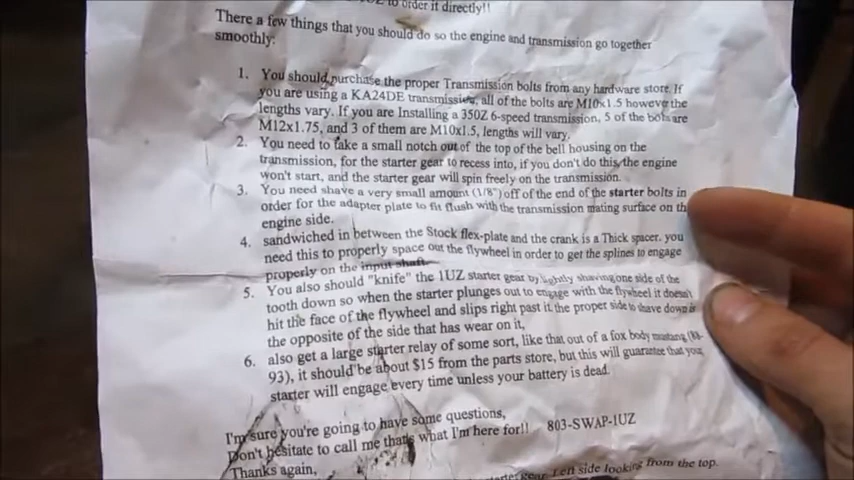 to order it directly!!
There a few things that you should do so the engine and transmission go together
smoothly:
1. You should purchase the proper Transmission bolts from any hardware store. If
you are using a KA24DE transmission, all of the bolts are M10x1.5 however the
lengths vary. If you are Installing a 350Z 6-speed transmission, 5 of the bolts are
M12x1.75, and 3 of them are M10x1.5, lengths will vary.
2. You need to take a small notch out of the top of the bell housing on the
transmission, for the starter gear to recess into, if you don't do this the engine
won't start, and the starter gear will spin freely on the transmission.
3. You need shave a very small amount (1/8") off of the end of the starter bolts in
order for the adapter plate to fit flush with the transmission mating surface on the
engine side.
4. sandwiched in between the Stock flex-plate and the crank is a Thick spacer. you
need this to properly space out the flywheel in order to get the splines to engage
properly on the input shaft.
5. You also should "knife" the 1UZ starter gear by lightly shaving one side of the
tooth down so when the starter plunges out to engage with the flywheel it doesn't
hit the face of the flywheel and slips right past it. the proper side to shave down is
the opposite of the side that has wear on it,
6. also get a large starter relay of some sort, like that out of a fox body mustang (88-
93), it should be about $15 from the parts store, but this will guarantee that your
starter will engage every time unless your battery is dead.
I'm sure you're going to have some questions,
Don't hesitate to call me that's what I'm here for!! 803-SWAP-1UZ
Thanks again,
starter gear. Left side looking from the top.